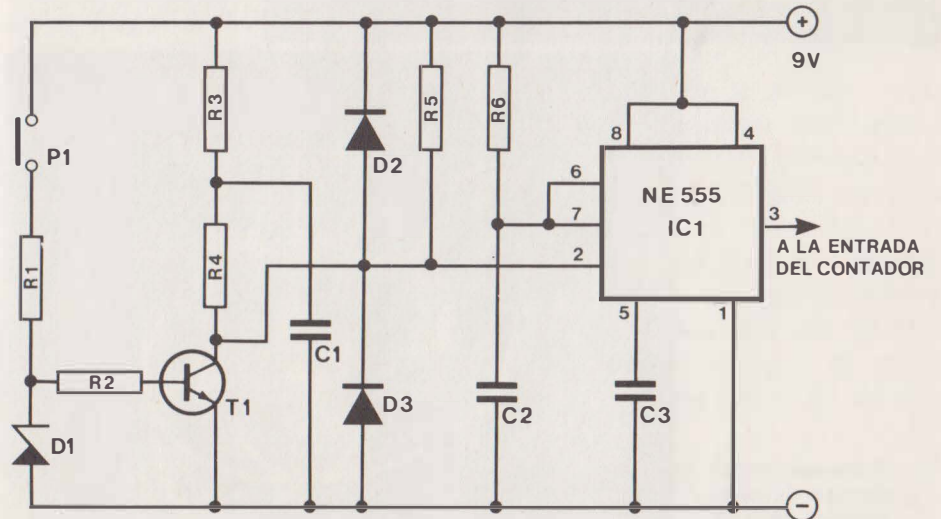 +
9V
R3
R5
R6
P1
D2
8
4
6
NE 555
7
IC1
3
R1
R4
2
A LA ENTRADA
DEL CONTADOR
5
1
C1
R2
T1
D3
C2
C3
D1
−